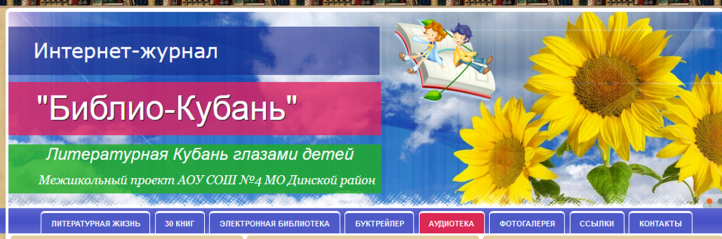 Интернет-журнал
"Библио-Кубань"
Литературная Кубань глазами детей
Межшкольный проект АОУ СОШ №4 МО Динской район
ЛИТЕРАТУРНАЯ ЖИЗНЬ
30 КНИГ
ЭЛЕКТРОННАЯ БИБЛИОТЕКА
БУКТРЕЙЛЕР
АУДИОТЕКА
ФОТОГАЛЕРЕЯ
ССЫЛКИ
КОНТАКТЫ